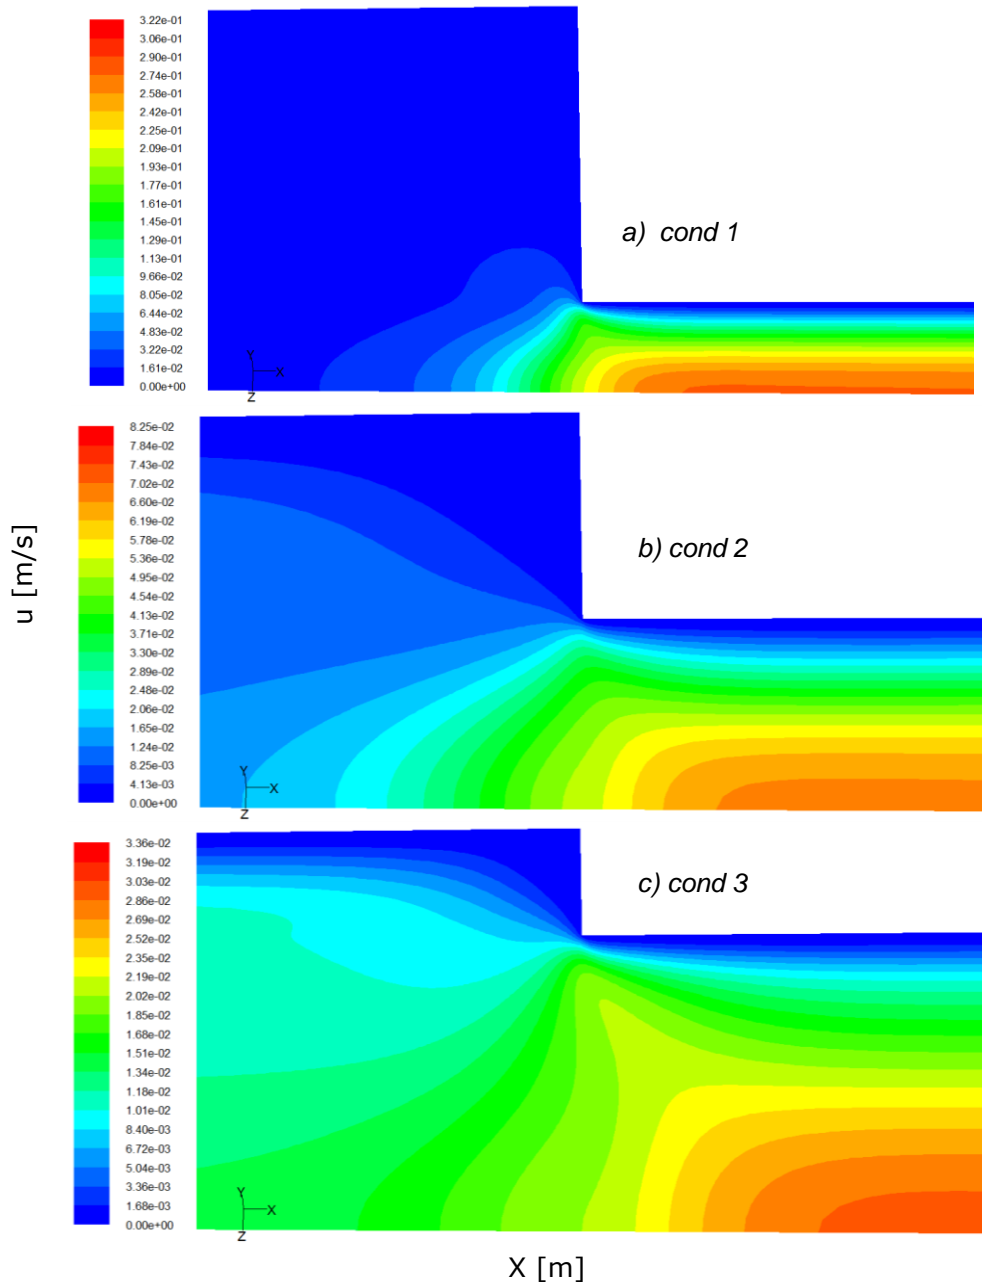 3.22e-01
3.06e-01
2.90e-01
2.74e-01
2.58e-01
2.42e-01
2.25e-01
2.09e-01
1.93e-01
1.77e-01
1.61e-01
1.45e-01
1.29e-01
1.13e-01
9.66e-02
8.05e-02
6.44e-02
4.83e-02
3.22e-02
1.61e-02
0.00e+00
a) cond 1
Y
X
Z
8.25e-02
7.84e-02
7.43e-02
6.60e-02
6.19e-02
5.78e-02
5.36e-02
4.95e-02
4.54e-02
4.13e-02
3.71e-02
3.30e-02
2.89e-02
2.48e-02
2.06e-02
1.65e-02
1.24e-02
8.25e-03
4.13e-03
0.00e+00
b) cond 2
Y
X
Z
u [m/s]
3.36e-02
3.19e-02
3.03e-02
2.86e-02
2.69e-02
2.52e-02
2.35e-02
2.19e-02
2.02e-02
1.85e-02
1.68e-02
1.51e-02
1.34e-02
1.18e-02
1.01e-02
8.40e-03
6.72e-03
5.04e-03
3.36e-03
1.68e-03
0.00e+00
c) cond 3
Y
X
Z
X [m]